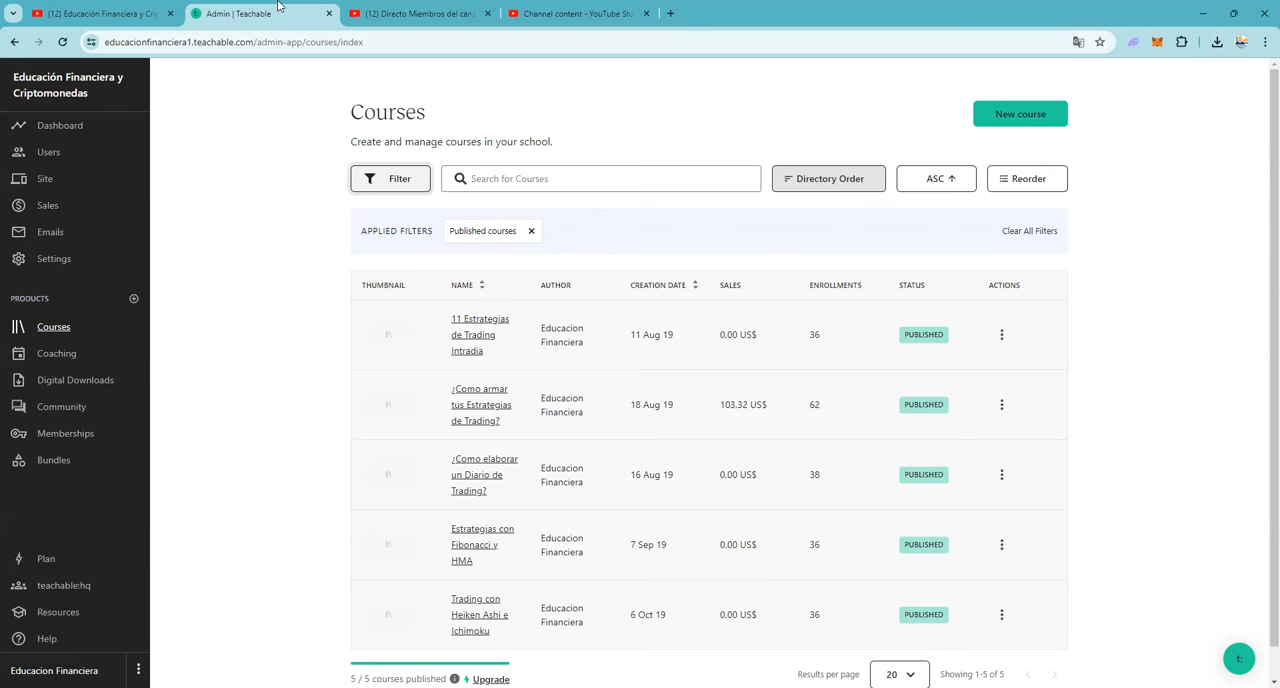 (12) Educación Financiera y Crip
Admin | Teachable
(12) Directo Miembros del cana
Channel content - YouTube Stu
educacionfinanciera1.teachable.com/admin-app/courses/index
Educación Financiera y
Criptomonedas
Dashboard
Users
Site
Sales
Emails
Settings
PRODUCTS
Courses
Coaching
Digital Downloads
Community
Memberships
Bundles
Plan
teachable:hq
Resources
Help
Educacion Financiera
Courses
New course
Create and manage courses in your school.
Filter
Search for Courses
Directory Order
ASC ↑
Reorder
APPLIED FILTERS
Published courses
Clear All Filters
THUMBNAIL NAME AUTHOR CREATION DATE SALES ENROLLMENTS STATUS ACTIONS
11 Estrategias
de Trading
Intradia
Educacion
Financiera
11 Aug 19
0,00 US$
36
PUBLISHED
¿Como armar
tus Estrategias
de Trading?
Educacion
Financiera
18 Aug 19
103,32 US$
62
PUBLISHED
¿Como elaborar
un Diario de
Trading?
Educacion
Financiera
16 Aug 19
0,00 US$
38
PUBLISHED
Estrategias con
Fibonacci y
HMA
Educacion
Financiera
7 Sep 19
0,00 US$
36
PUBLISHED
Trading con
Heiken Ashi e
Ichimoku
Educacion
Financiera
6 Oct 19
0,00 US$
36
PUBLISHED
5 / 5 courses published
Upgrade
Results per page
20
Showing 1-5 of 5
t: